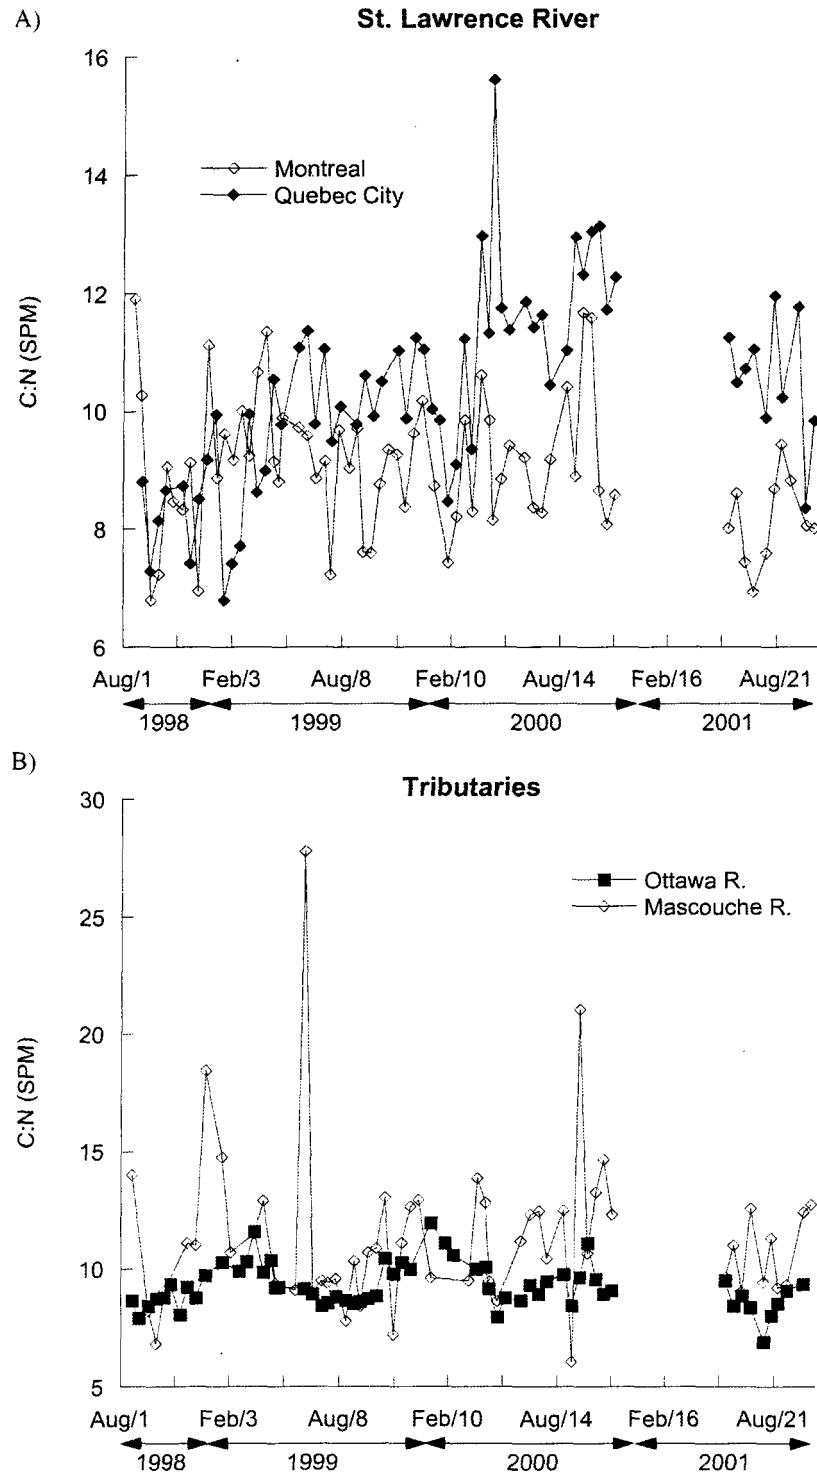 A)
St. Lawrence River
16
Montreal
14
Quebec City
12
C:N (SPM)
10
8
6
Aug/1 Feb/3 Aug/8 Feb/10 Aug/14 Feb/16 Aug/21
1998 1999 2000 2001
B)
Tributaries
30
Ottawa R.
Mascouche R.
25
20
C:N (SPM)
15
10
5
Aug/1 Feb/3 Aug/8 Feb/10 Aug/14 Feb/16 Aug/21
1998 1999 2000 2001